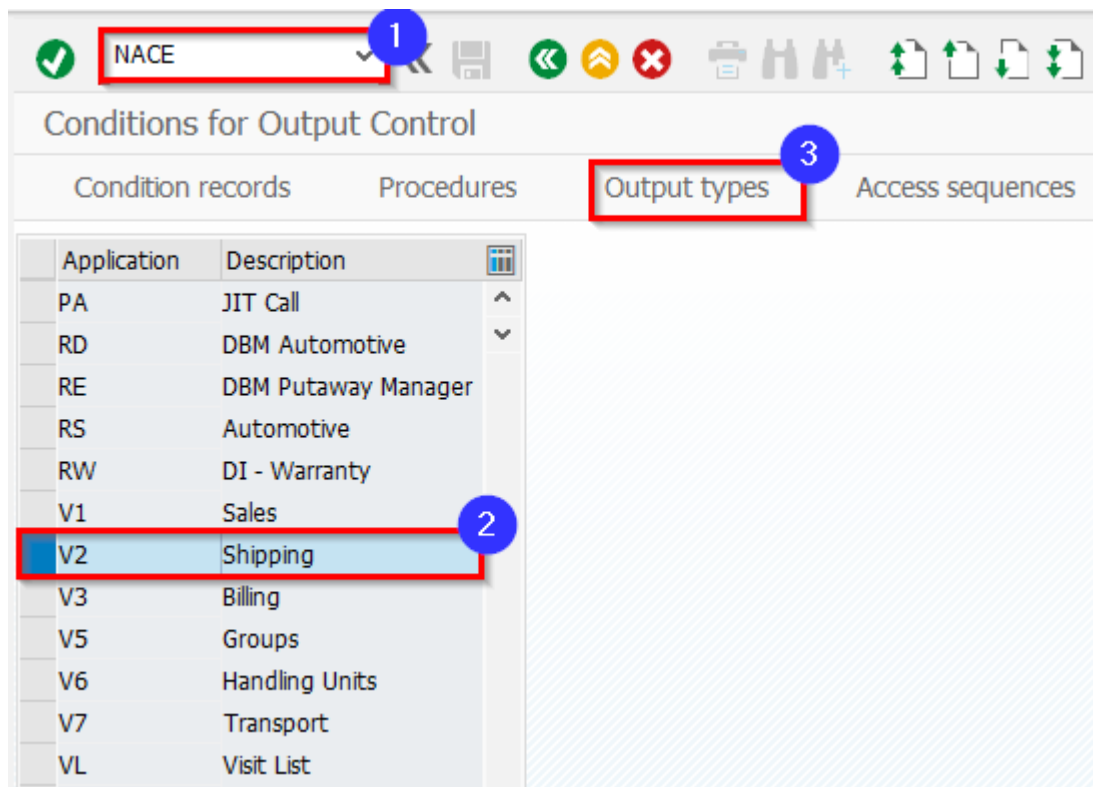 NACE
1
Conditions for Output Control
3
Condition records Procedures Output types Access sequences
Application Description
PA JIT Call
RD DBM Automotive
RE DBM Putaway Manager
RS Automotive
RW DI - Warranty
V1 Sales
2
V2 Shipping
V3 Billing
V5 Groups
V6 Handling Units
V7 Transport
VL Visit List